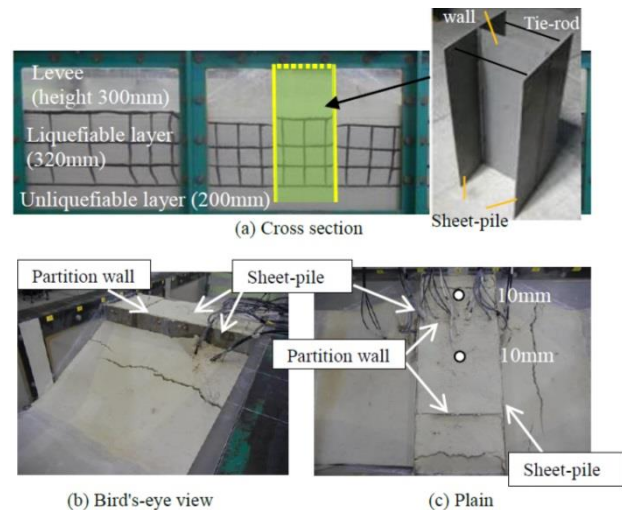 wall
Tie-rod
Levee
(height 300mm)
Liquefiable layer
(320mm)
Unliquefiable layer (200mm)
Sheet-pile
(a) Cross section
Partition wall
Sheet-pile
10mm
Partition wall
10mm
Sheet-pile
(b) Bird's-eye view
(c) Plain